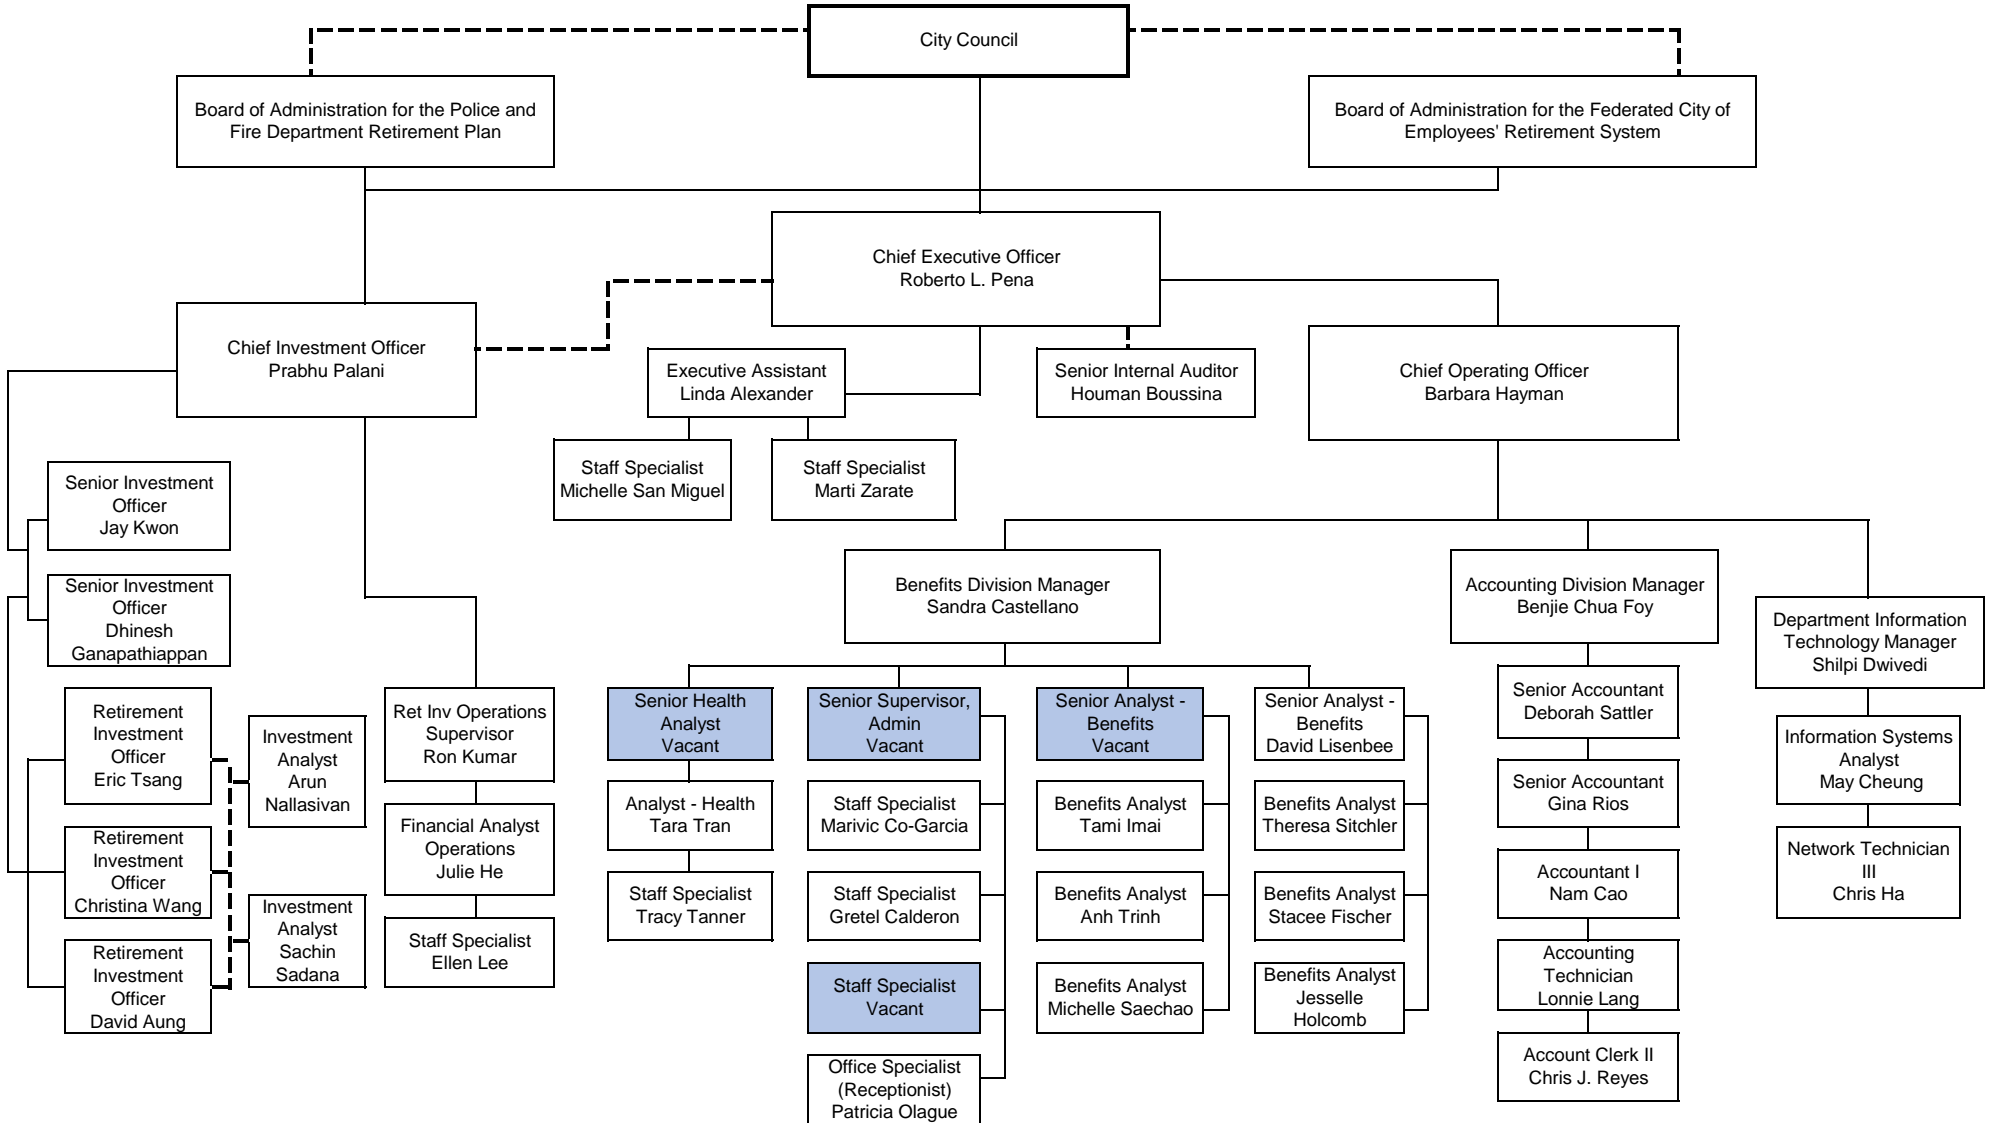 City Council
Board of Administration for the Police and
Fire Department Retirement Plan
Board of Administration for the Federated City of
Employees' Retirement System
Chief Executive Officer
Roberto L. Pena
Chief Investment Officer
Prabhu Palani
Executive Assistant
Linda Alexander
Senior Internal Auditor
Houman Boussina
Chief Operating Officer
Barbara Hayman
Staff Specialist
Michelle San Miguel
Staff Specialist
Marti Zarate
Senior Investment
Officer
Jay Kwon
Senior Investment
Officer
Dhinesh
Ganapathiappan
Benefits Division Manager
Sandra Castellano
Accounting Division Manager
Benjie Chua Foy
Department Information
Technology Manager
Shilpi Dwivedi
Retirement
Investment
Officer
Eric Tsang
Retirement
Investment
Officer
Christina Wang
Retirement
Investment
Officer
David Aung
Investment
Analyst
Arun
Nallasivan
Investment
Analyst
Sachin
Sadana
Ret Inv Operations
Supervisor
Ron Kumar
Financial Analyst
Operations
Julie He
Staff Specialist
Ellen Lee
Senior Health
Analyst
Vacant
Analyst - Health
Tara Tran
Staff Specialist
Tracy Tanner
Senior Supervisor,
Admin
Vacant
Staff Specialist
Marivic Co-Garcia
Staff Specialist
Gretel Calderon
Staff Specialist
Vacant
Office Specialist
(Receptionist)
Patricia Olague
Senior Analyst -
Benefits
Vacant
Benefits Analyst
Tami Imai
Benefits Analyst
Anh Trinh
Benefits Analyst
Michelle Saechao
Senior Analyst -
Benefits
David Lisenbee
Benefits Analyst
Theresa Sitchler
Benefits Analyst
Stacee Fischer
Benefits Analyst
Jesselle
Holcomb
Senior Accountant
Deborah Sattler
Senior Accountant
Gina Rios
Accountant I
Nam Cao
Accounting
Technician
Lonnie Lang
Account Clerk II
Chris J. Reyes
Information Systems
Analyst
May Cheung
Network Technician
III
Chris Ha